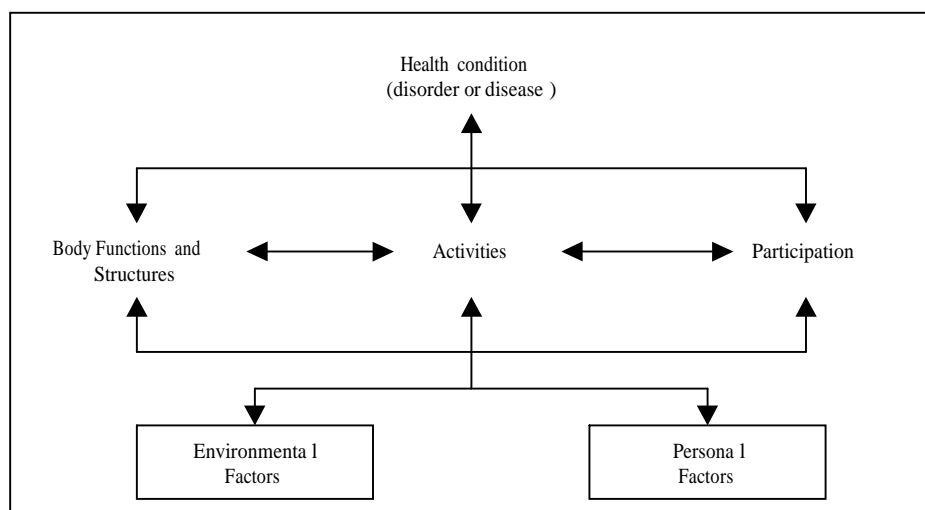 Health condition
(disorder or disease )
Body Functions and
Structures
Activities
Participation
Environmenta l
Factors
Persona l
Factors